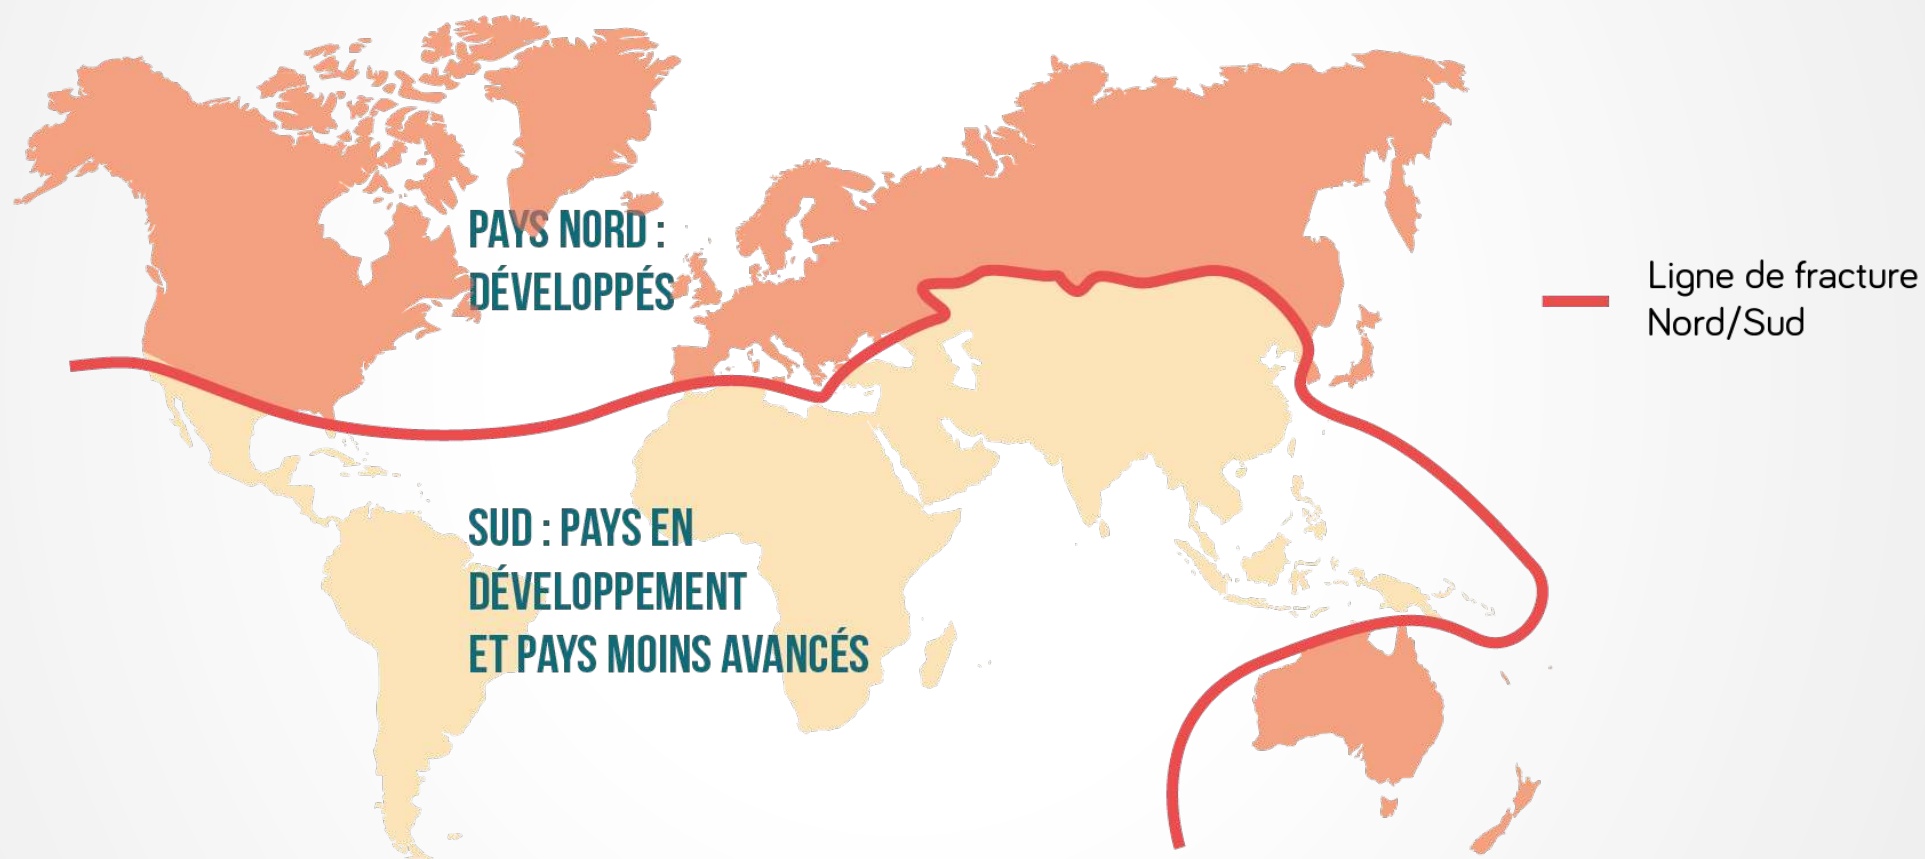 PAYS NORD :
DÉVELOPPÉS
Ligne de fracture
Nord/Sud
SUD : PAYS EN
DÉVELOPPEMENT
ET PAYS MOINS AVANCÉS